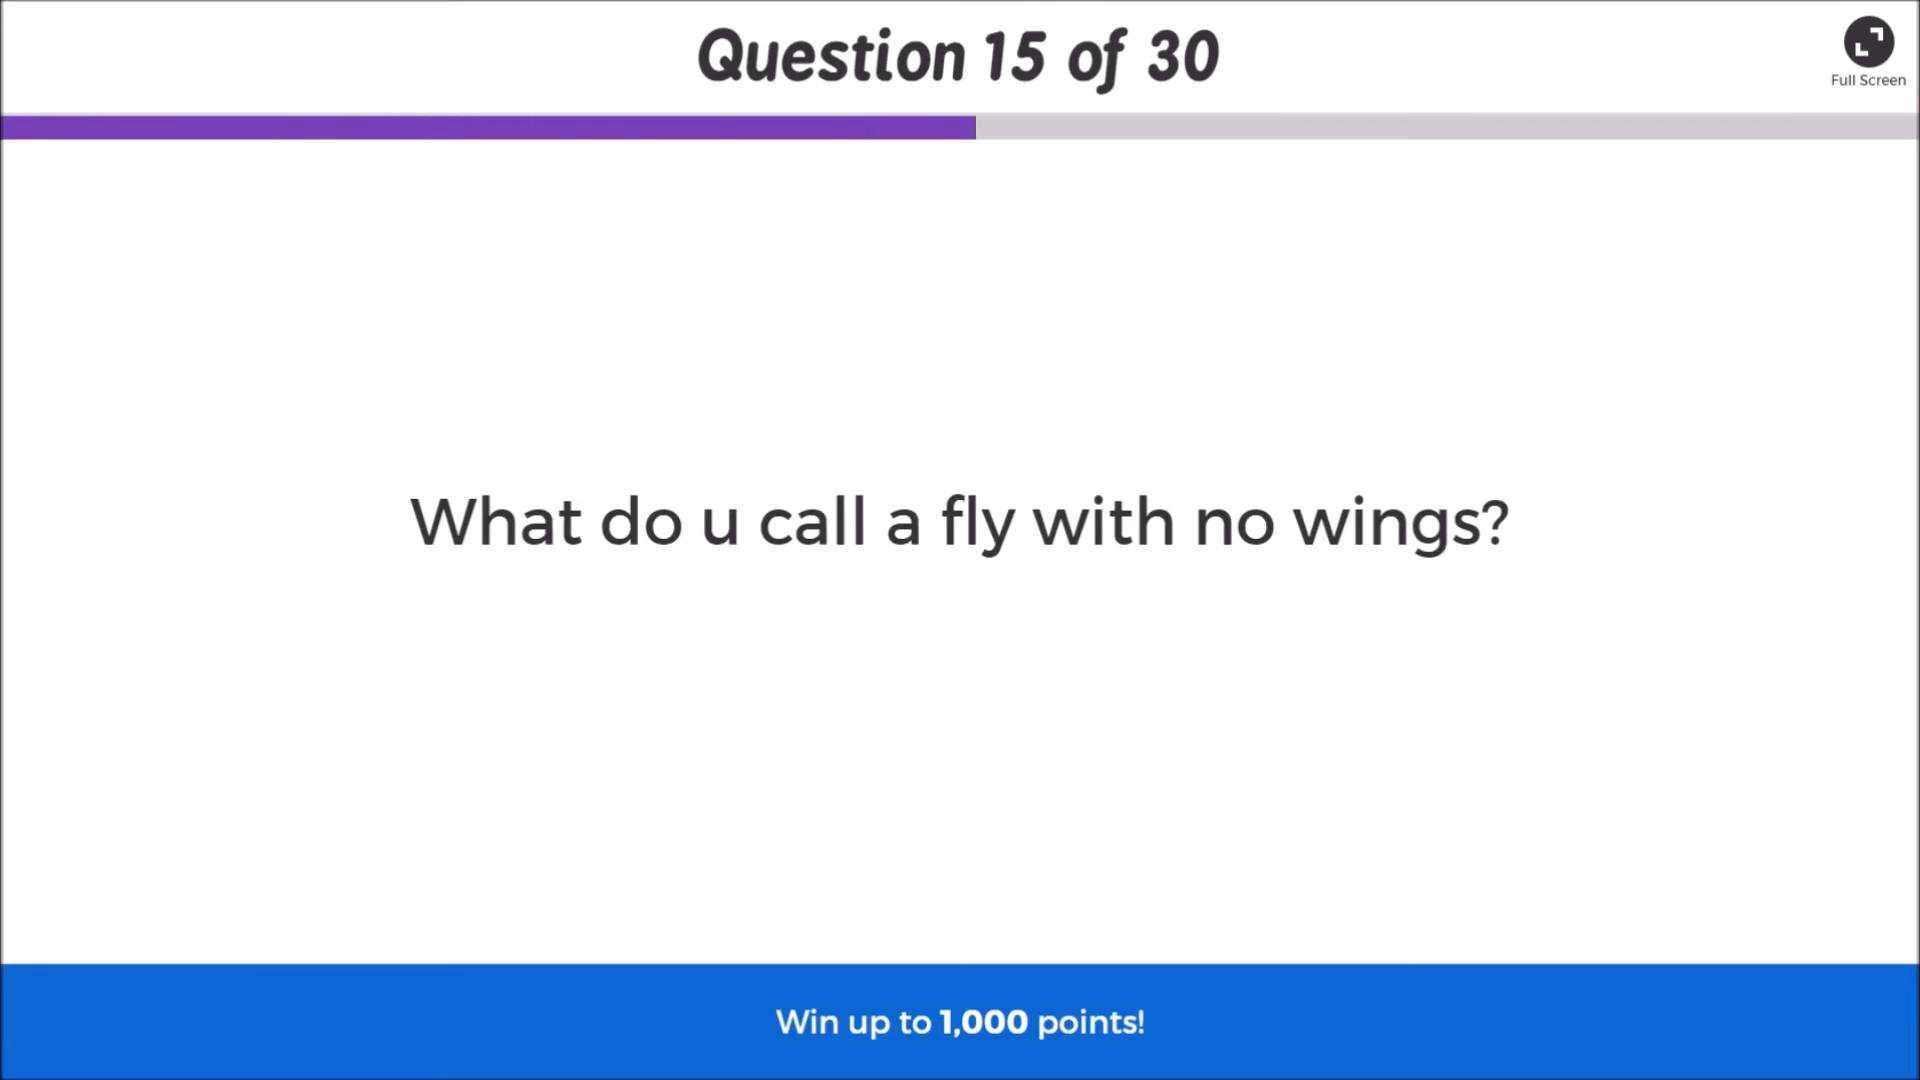 Question 15 of 30
Full Screen
What do u call a fly with no wings?
Win up to 1,000 points!